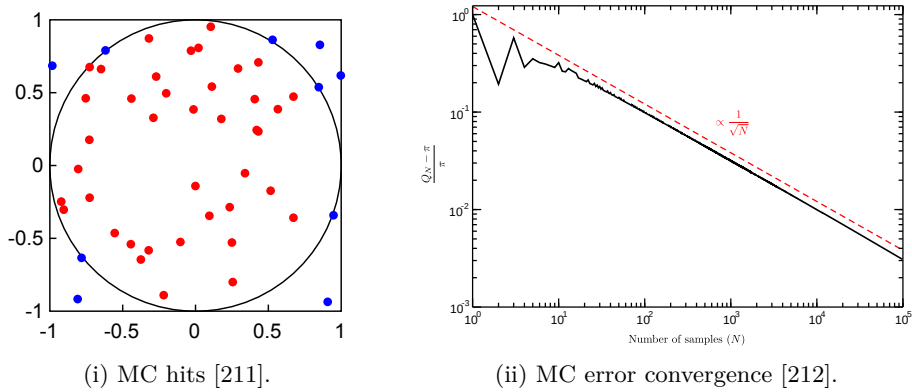 1
0.5
0
-0.5
-1
-1 -0.5 0 0.5 1
(i) MC hits [211].
10^0
10^-1
10^-2
10^-3
Q_N − π
π
∝ 1/√N
10^0 10^1 10^2 10^3 10^4 10^5
Number of samples (N)
(ii) MC error convergence [212].